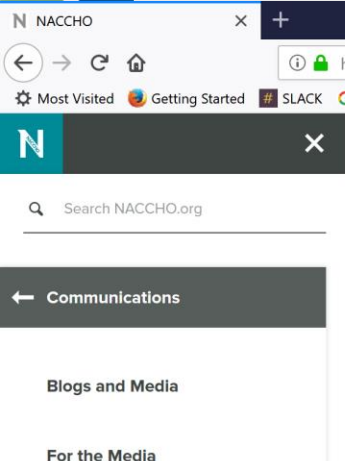 N NACCHO
Most Visited Getting Started # SLACK
N
Search NACCHO.org
Communications
Blogs and Media
For the Media